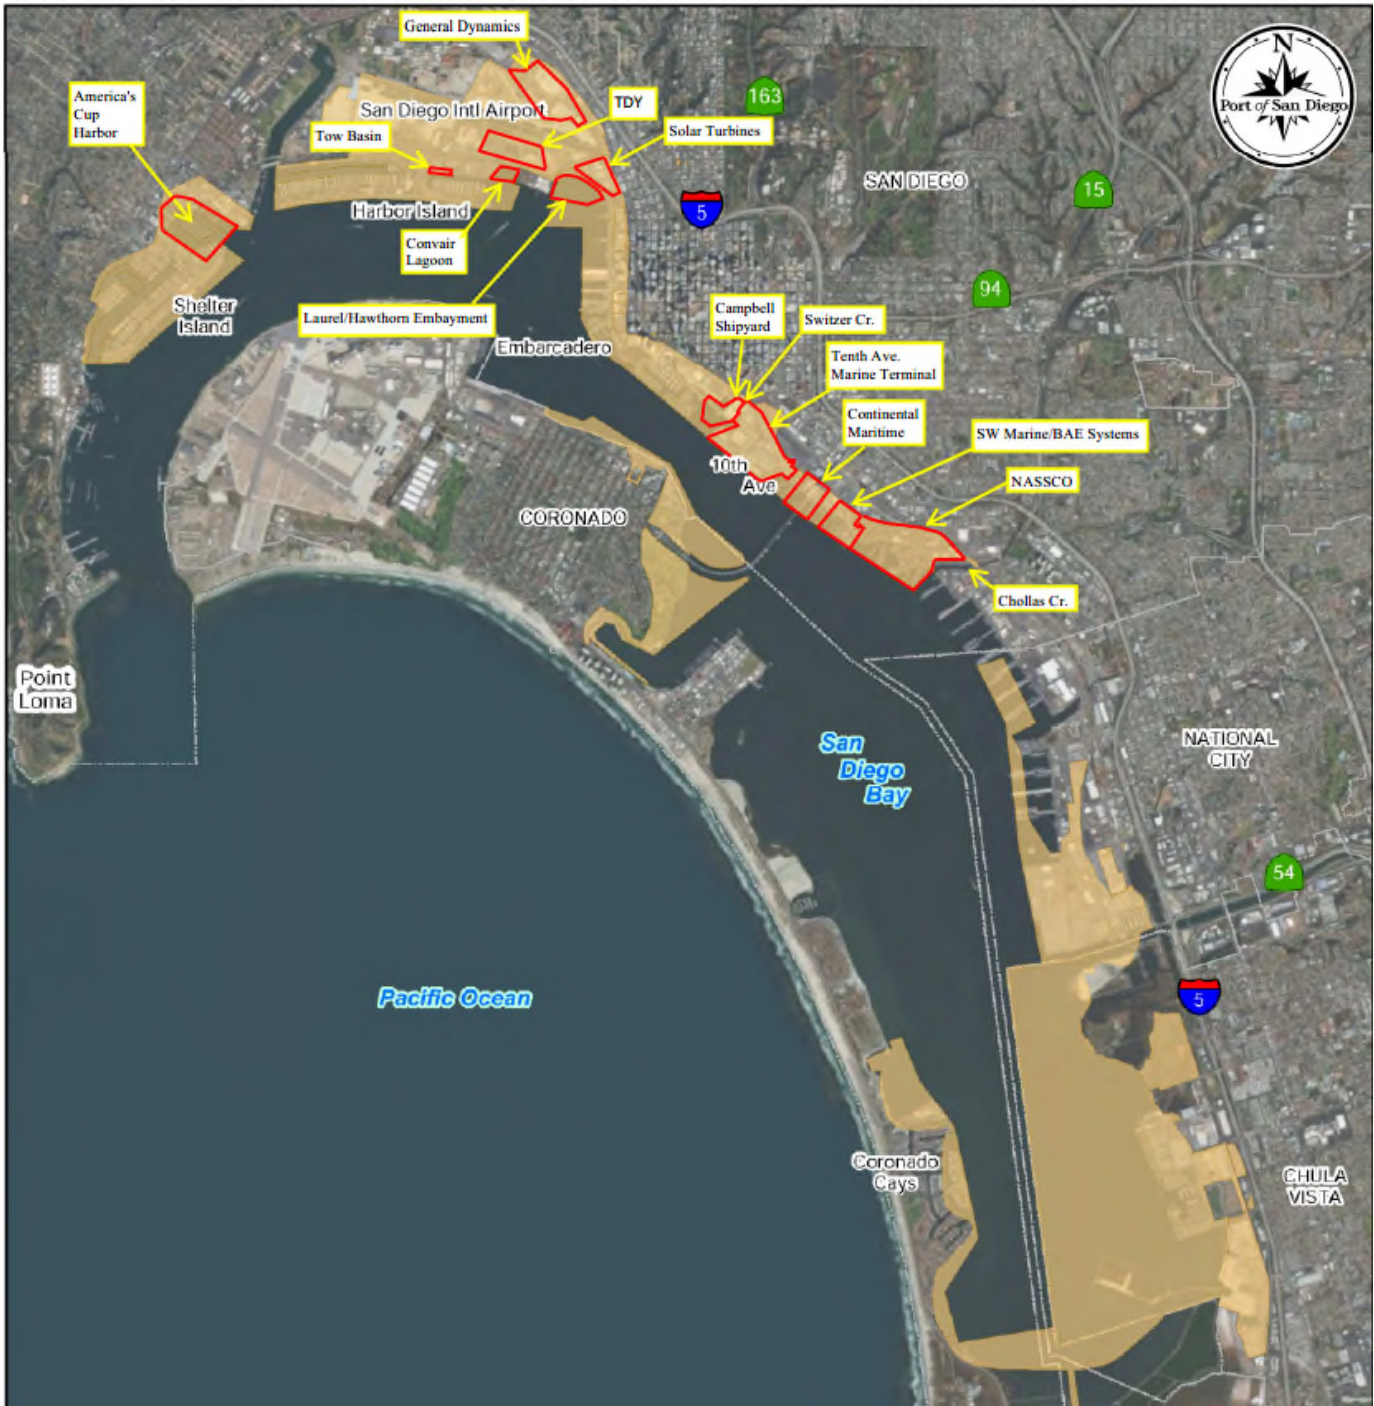 General Dynamics
N
Port of San Diego
America's
Cup
Harbor
163
TDY
San Diego Intl Airport
Tow Basin
Solar Turbines
15
SAN DIEGO
5
Harbor Island
Convair
Lagoon
94
Shelter
Island
Laurel/Hawthorn Embayment
Campbell
Shipyard
Switzer Cr.
Embarcadero
Tenth Ave.
Marine Terminal
Continental
Maritime
SW Marine/BAE Systems
10th
Ave
NASSCO
CORONADO
Chollas Cr.
Point
Loma
San
Diego
Bay
NATIONAL
CITY
54
Pacific Ocean
5
Coronado
Cays
CHULA
VISTA